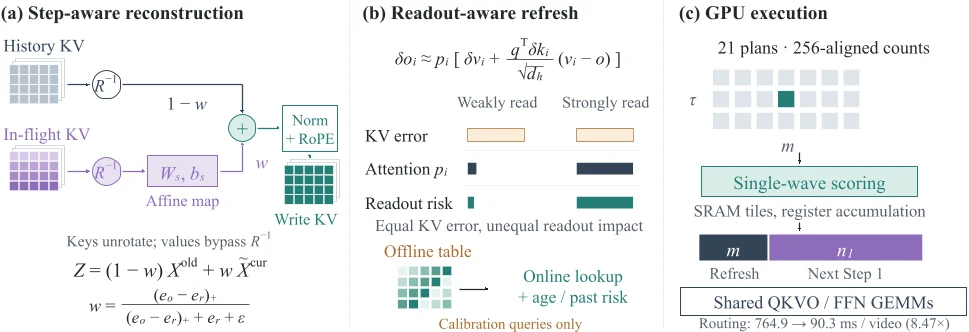 (a) Step-aware reconstruction
History KV
R⁻¹
1 − w
+
Norm
+ RoPE
In-flight KV
R⁻¹
Wₛ, bₛ
w
Affine map
Write KV
Keys unrotate; values bypass R⁻¹
Z = (1 − w) X^old + w X̃^cur
w = (e_o − e_r)₊ / ((e_o − e_r)₊ + e_r + ε)
(b) Readout-aware refresh
δo_i ≈ p_i [ δv_i + (q^T δk_i / √d_h) (v_i − o) ]
Weakly read Strongly read
KV error
Attention p_i
Readout risk
Equal KV error, unequal readout impact
Offline table
Online lookup
+ age / past risk
Calibration queries only
(c) GPU execution
21 plans · 256-aligned counts
τ
m
Single-wave scoring
SRAM tiles, register accumulation
m n₁
Refresh Next Step 1
Shared QKVO / FFN GEMMs
Routing: 764.9 → 90.3 ms / video (8.47×)